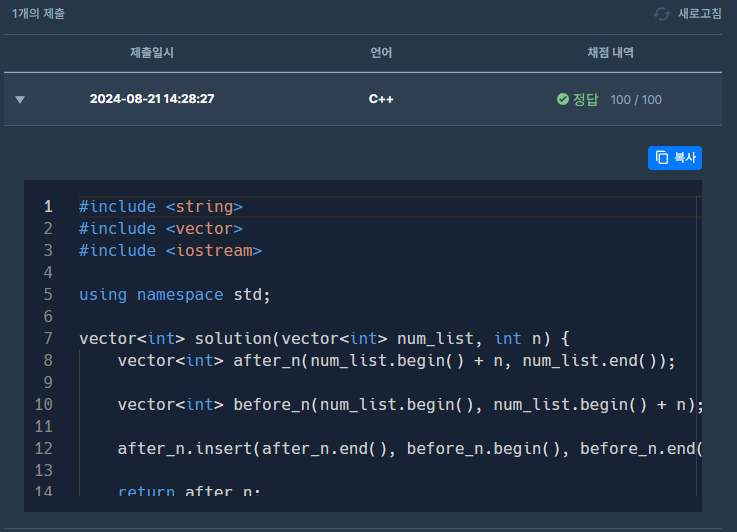 1개의 제출
새로고침
제출일시 언어 채점 내역
▼ 2024-08-21 14:28:27 C++ 정답 100 / 100
복사
1 #include <string>
2 #include <vector>
3 #include <iostream>
4
5 using namespace std;
6
7 vector<int> solution(vector<int> num_list, int n) {
8 vector<int> after_n(num_list.begin() + n, num_list.end());
9
10 vector<int> before_n(num_list.begin(), num_list.begin() + n);
11
12 after_n.insert(after_n.end(), before_n.begin(), before_n.end(
13
14 return after_n;